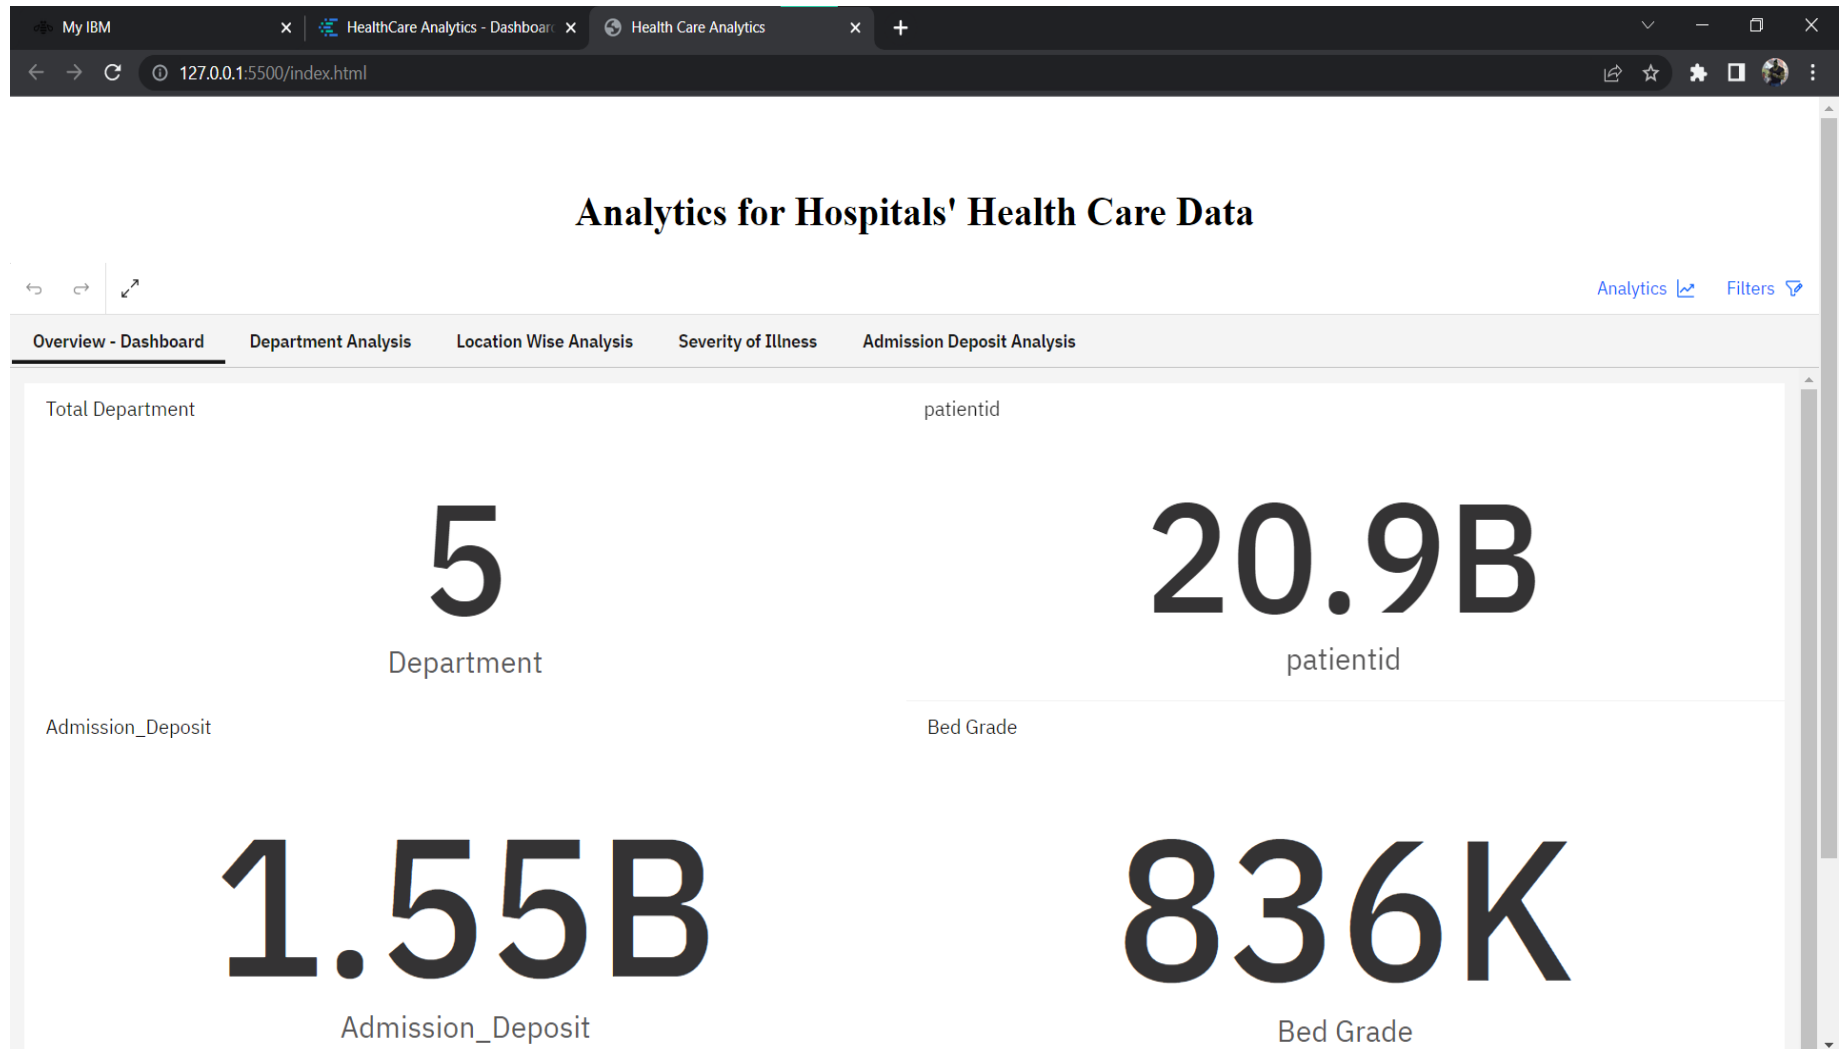 My IBM
HealthCare Analytics - Dashboard
Health Care Analytics
127.0.0.1:5500/index.html
Analytics for Hospitals' Health Care Data
Analytics
Filters
Overview - Dashboard
Department Analysis
Location Wise Analysis
Severity of Illness
Admission Deposit Analysis
Total Department
5
Department
patientid
20.9B
patientid
Admission_Deposit
1.55B
Admission_Deposit
Bed Grade
836K
Bed Grade